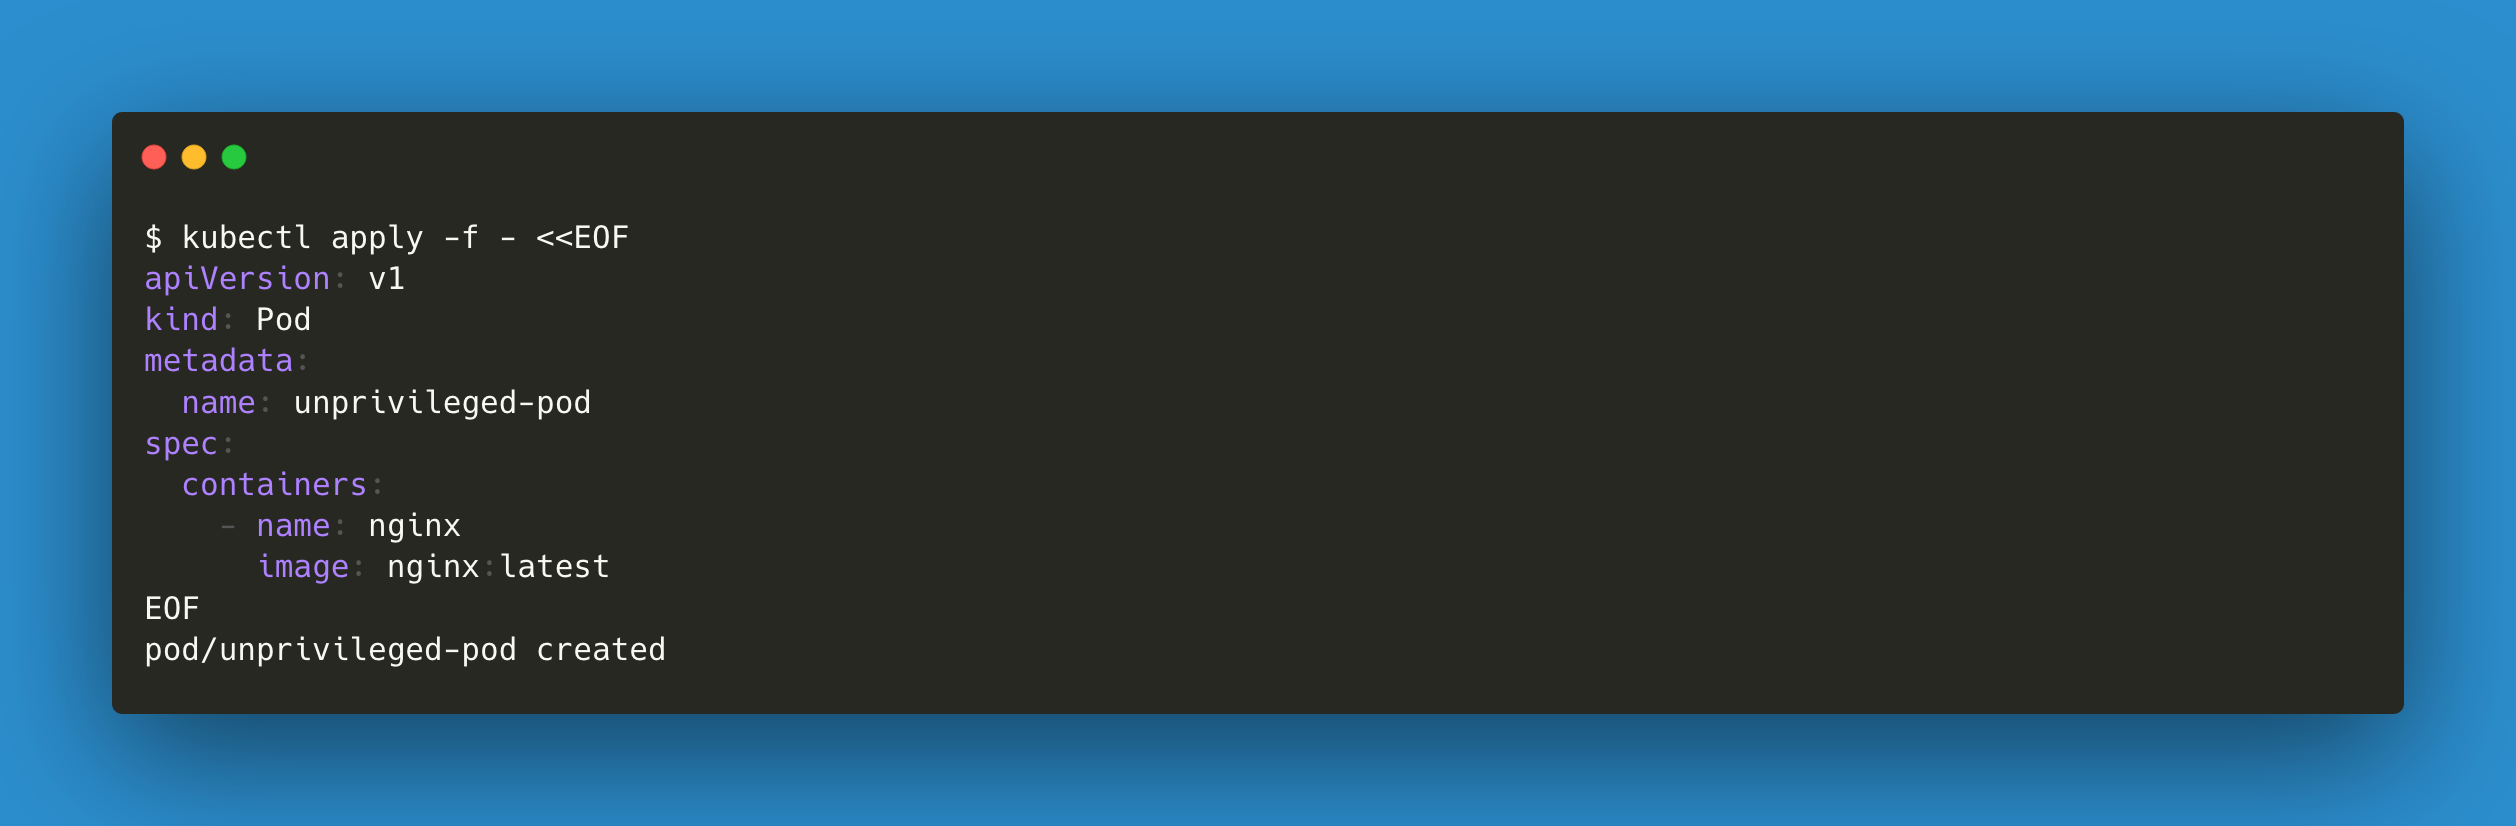 $ kubectl apply -f - <<EOF
apiVersion: v1
kind: Pod
metadata:
  name: unprivileged-pod
spec:
  containers:
    - name: nginx
      image: nginx:latest
EOF
pod/unprivileged-pod created